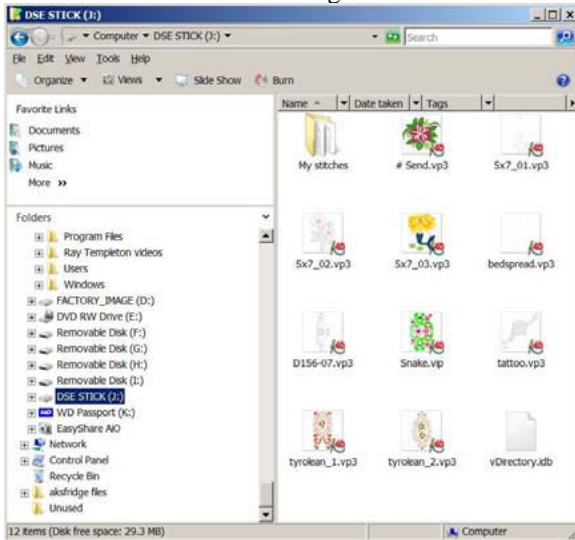 DSE STICK (J:)
Computer ▾ DSE STICK (J:) ▾
Search
File Edit View Tools Help
Organize Views Slide Show Burn
Favorite Links
Documents
Pictures
Music
More »
Folders
Program Files
Ray Templeton videos
Users
Windows
FACTORY_IMAGE (D:)
DVD RW Drive (E:)
Removable Disk (F:)
Removable Disk (G:)
Removable Disk (H:)
Removable Disk (I:)
DSE STICK (J:)
WD Passport (K:)
EasyShare AiO
Network
Control Panel
Recycle Bin
aksfridge files
Unused
Name Date taken Tags
My stitches # Send.vp3 5x7_01.vp3
5x7_02.vp3 5x7_03.vp3 bedspread.vp3
D156-07.vp3 Snake.vip tattoo.vp3
tyrolean_1.vp3 tyrolean_2.vp3 vDirectory.idb
12 items (Disk free space: 29.3 MB) Computer